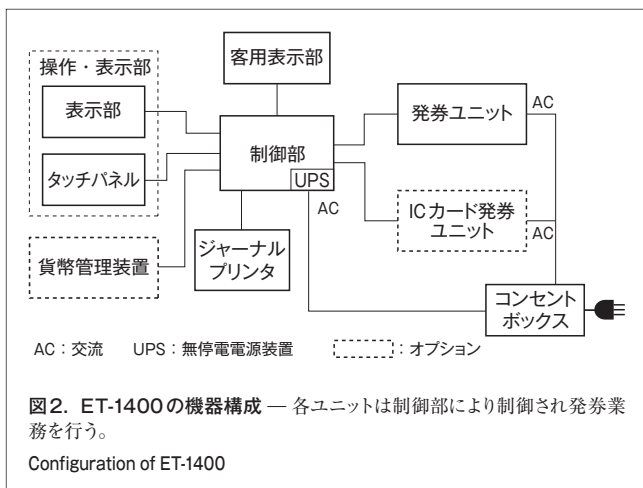 客用表示部
操作・表示部
表示部
タッチパネル
制御部
UPS
発券ユニット
AC
ICカード発券
ユニット
AC
AC
貨幣管理装置
ジャーナル
プリンタ
コンセント
ボックス
AC：交流 UPS：無停電電源装置 ：オプション
図2. ET-1400の機器構成 — 各ユニットは制御部により制御され発券業
務を行う。
Configuration of ET-1400